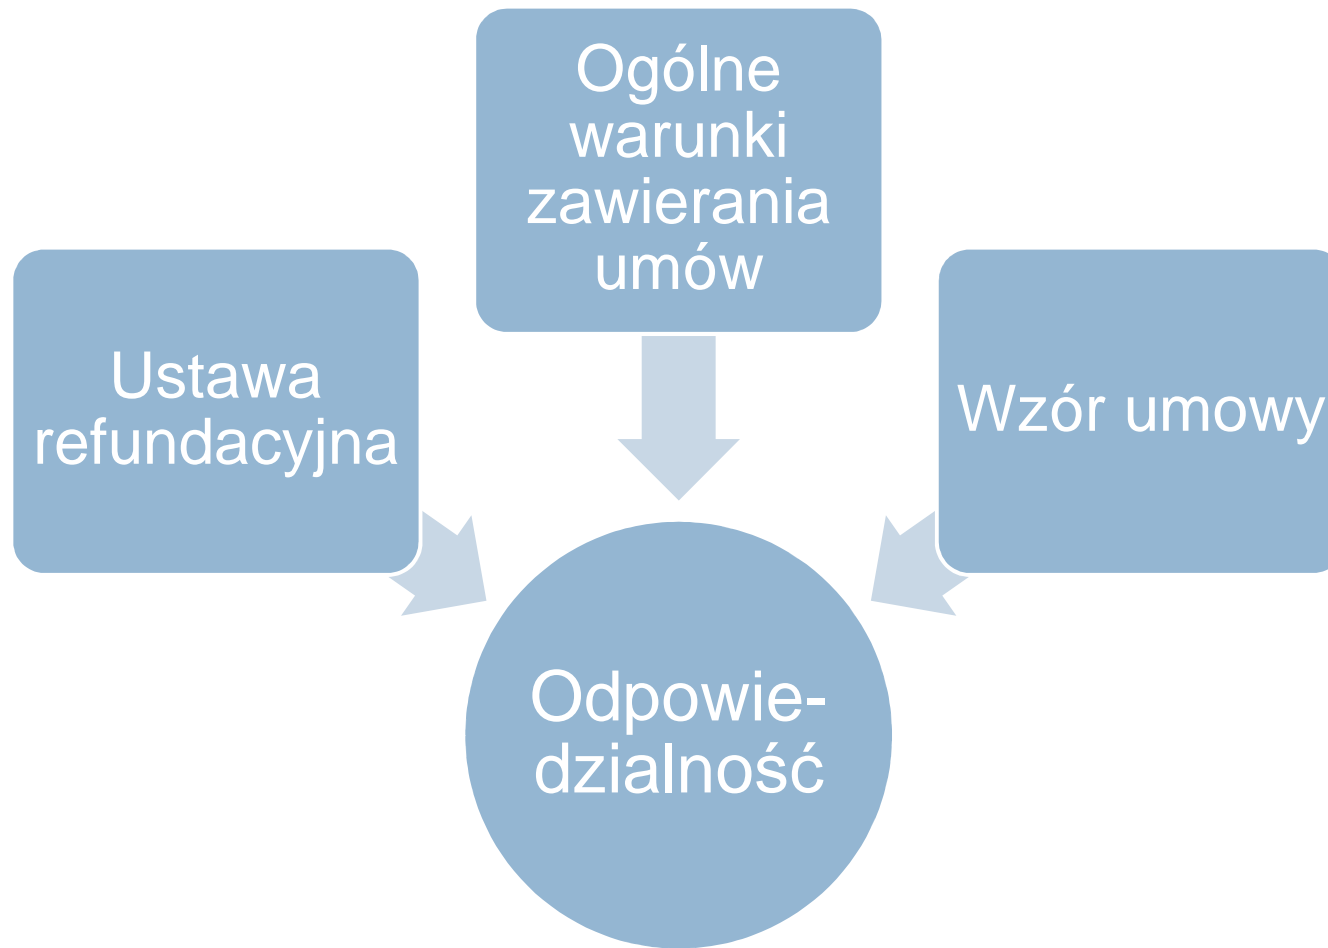 Ogólne
warunki
zawierania
umów
Ustawa
refundacyjna
Wzór umowy
Odpowie-
dzialność